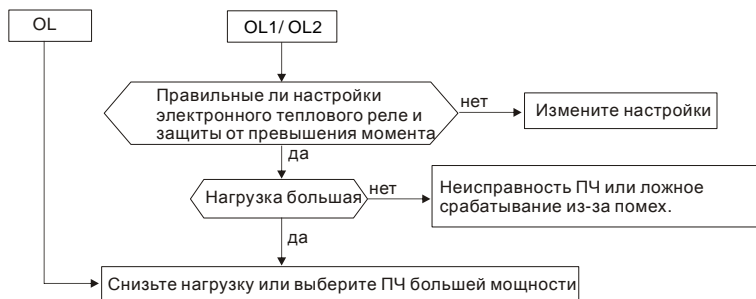 OL
OL1/ OL2
Правильные ли настройки
электронного теплового реле и
защиты от превышения момента
нет
Измените настройки
да
Нагрузка большая
нет
Неисправность ПЧ или ложное
срабатывание из-за помех.
да
Снизьте нагрузку или выберите ПЧ большей мощности